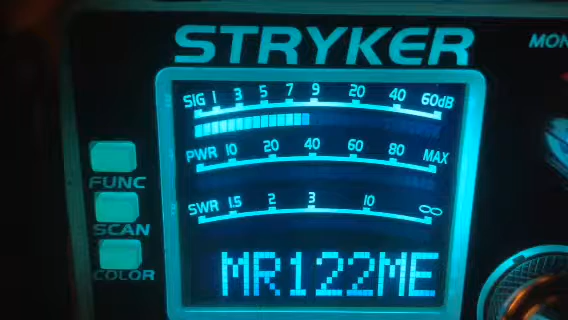 STRYKER
MON
SIG 1 3 5 7 9 20 40 60dB
PWR 10 20 40 60 80 MAX
FUNC
SWR 1.5 2 3 10 ∞
SCAN
COLOR
MR122ME